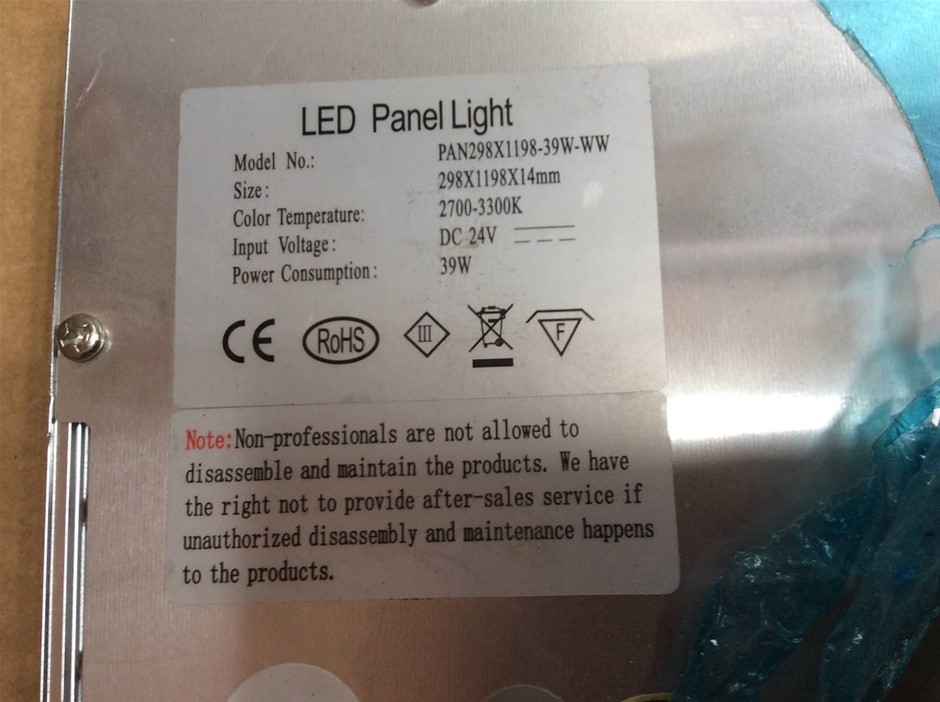 LED Panel Light
Model No.: PAN298X1198-39W-WW
Size: 298X1198X14mm
Color Temperature: 2700-3300K
Input Voltage: DC 24V
Power Consumption: 39W
CE RoHS III F
Note:Non-professionals are not allowed to
disassemble and maintain the products. We have
the right not to provide after-sales service if
unauthorized disassembly and maintenance happens
to the products.